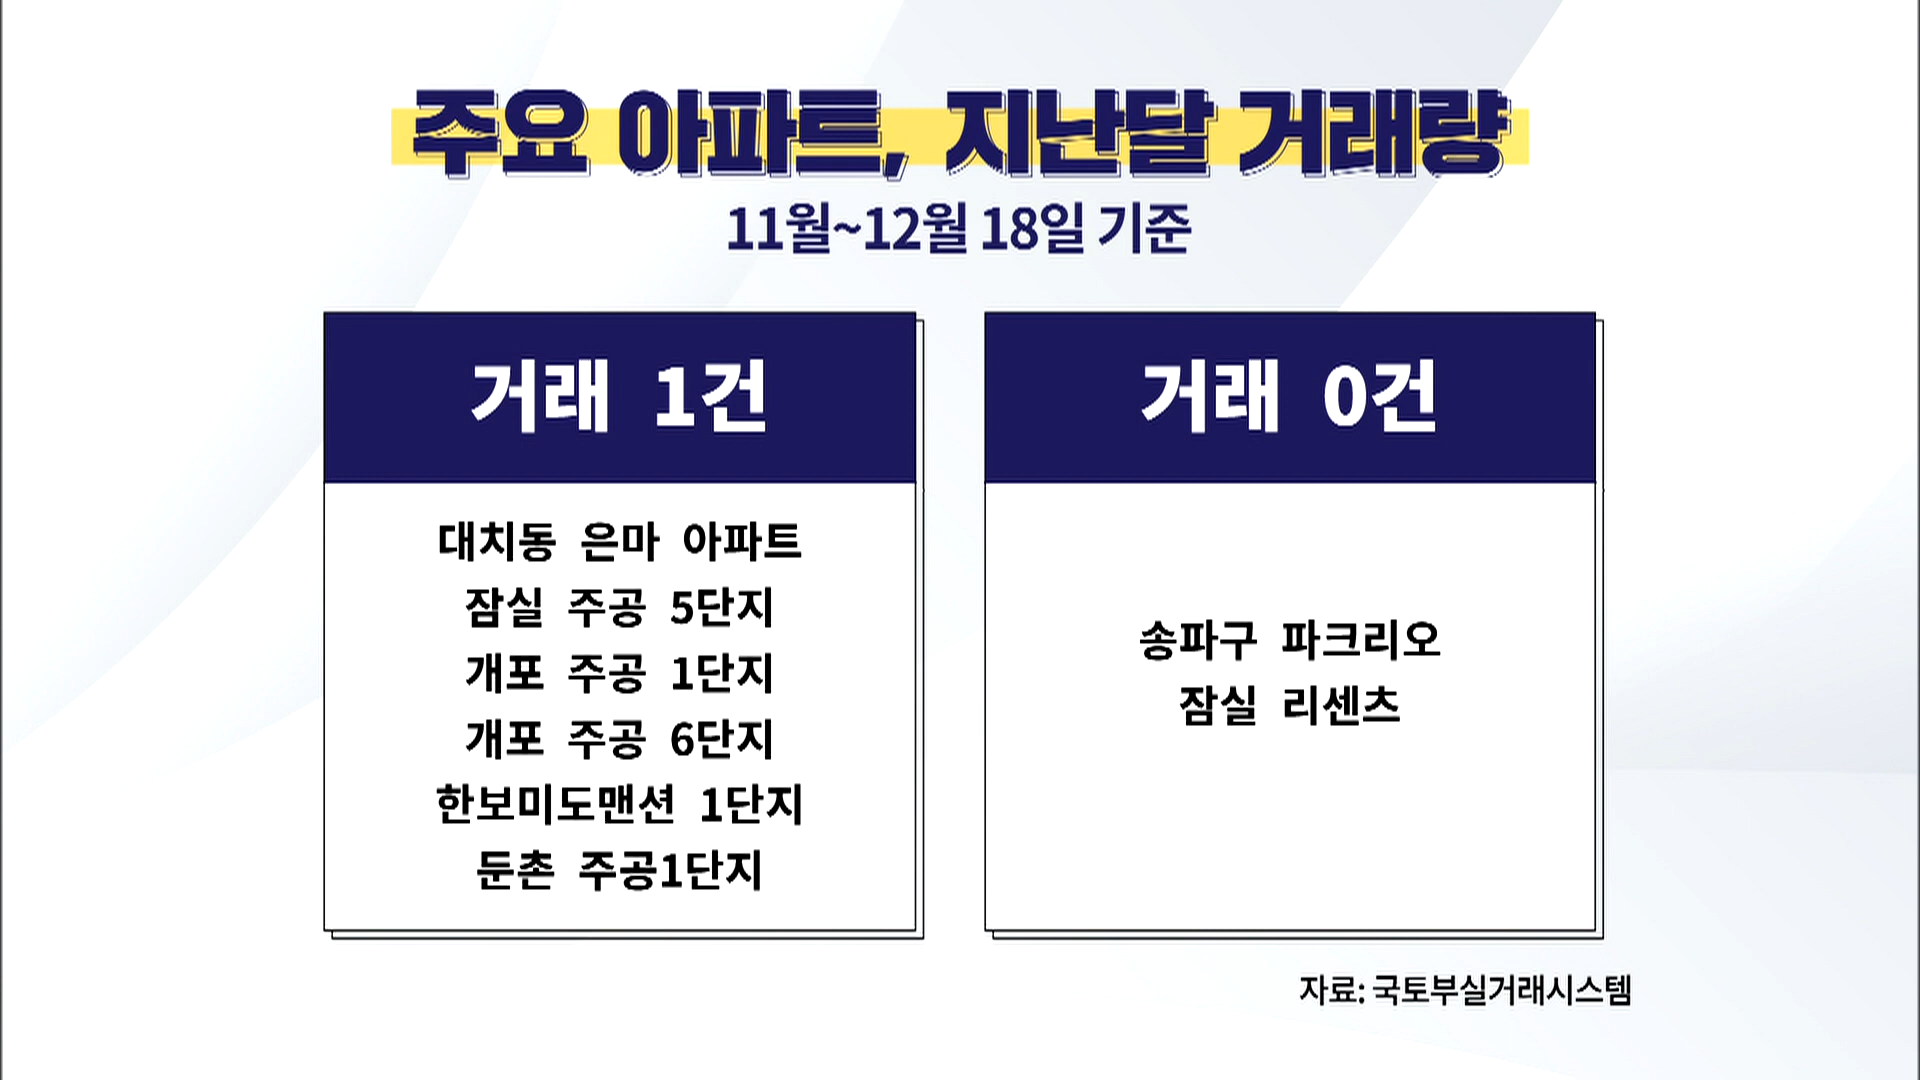 주요 아파트, 지난달 거래량
11월~12월 18일 기준
거래 1건
대치동 은마 아파트
잠실 주공 5단지
개포 주공 1단지
개포 주공 6단지
한보미도맨션 1단지
둔촌 주공1단지
거래 0건
송파구 파크리오
잠실 리센츠
자료: 국토부실거래시스템